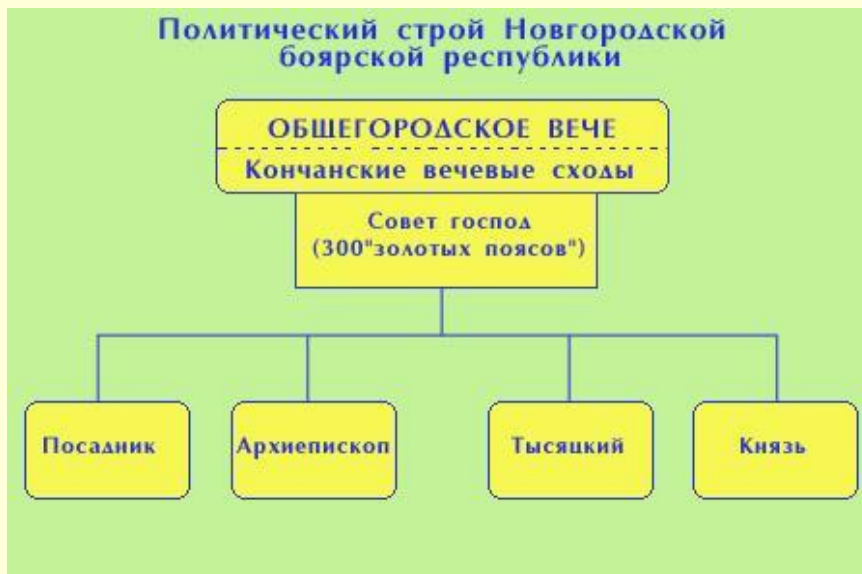 Политический строй Новгородской
боярской республики
ОБЩЕГОРОДСКОЕ ВЕЧЕ
Кончанские вечевые сходы
Совет господ
(300"золотых поясов")
Посадник
Архиепископ
Тысяцкий
Князь